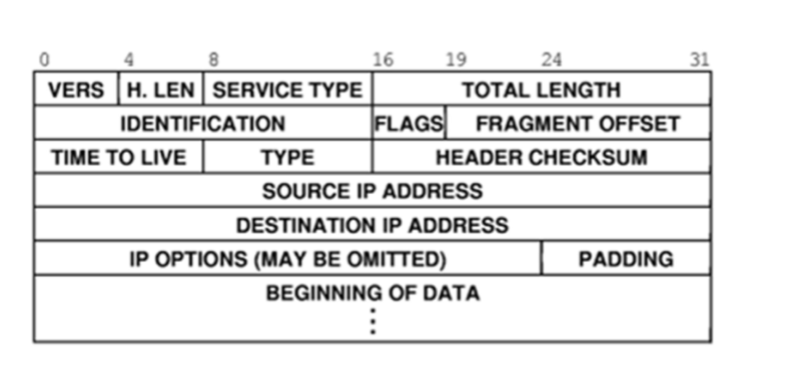 0 4 8 16 19 24 31
VERS H. LEN SERVICE TYPE TOTAL LENGTH
IDENTIFICATION FLAGS FRAGMENT OFFSET
TIME TO LIVE TYPE HEADER CHECKSUM
SOURCE IP ADDRESS
DESTINATION IP ADDRESS
IP OPTIONS (MAY BE OMITTED) PADDING
BEGINNING OF DATA